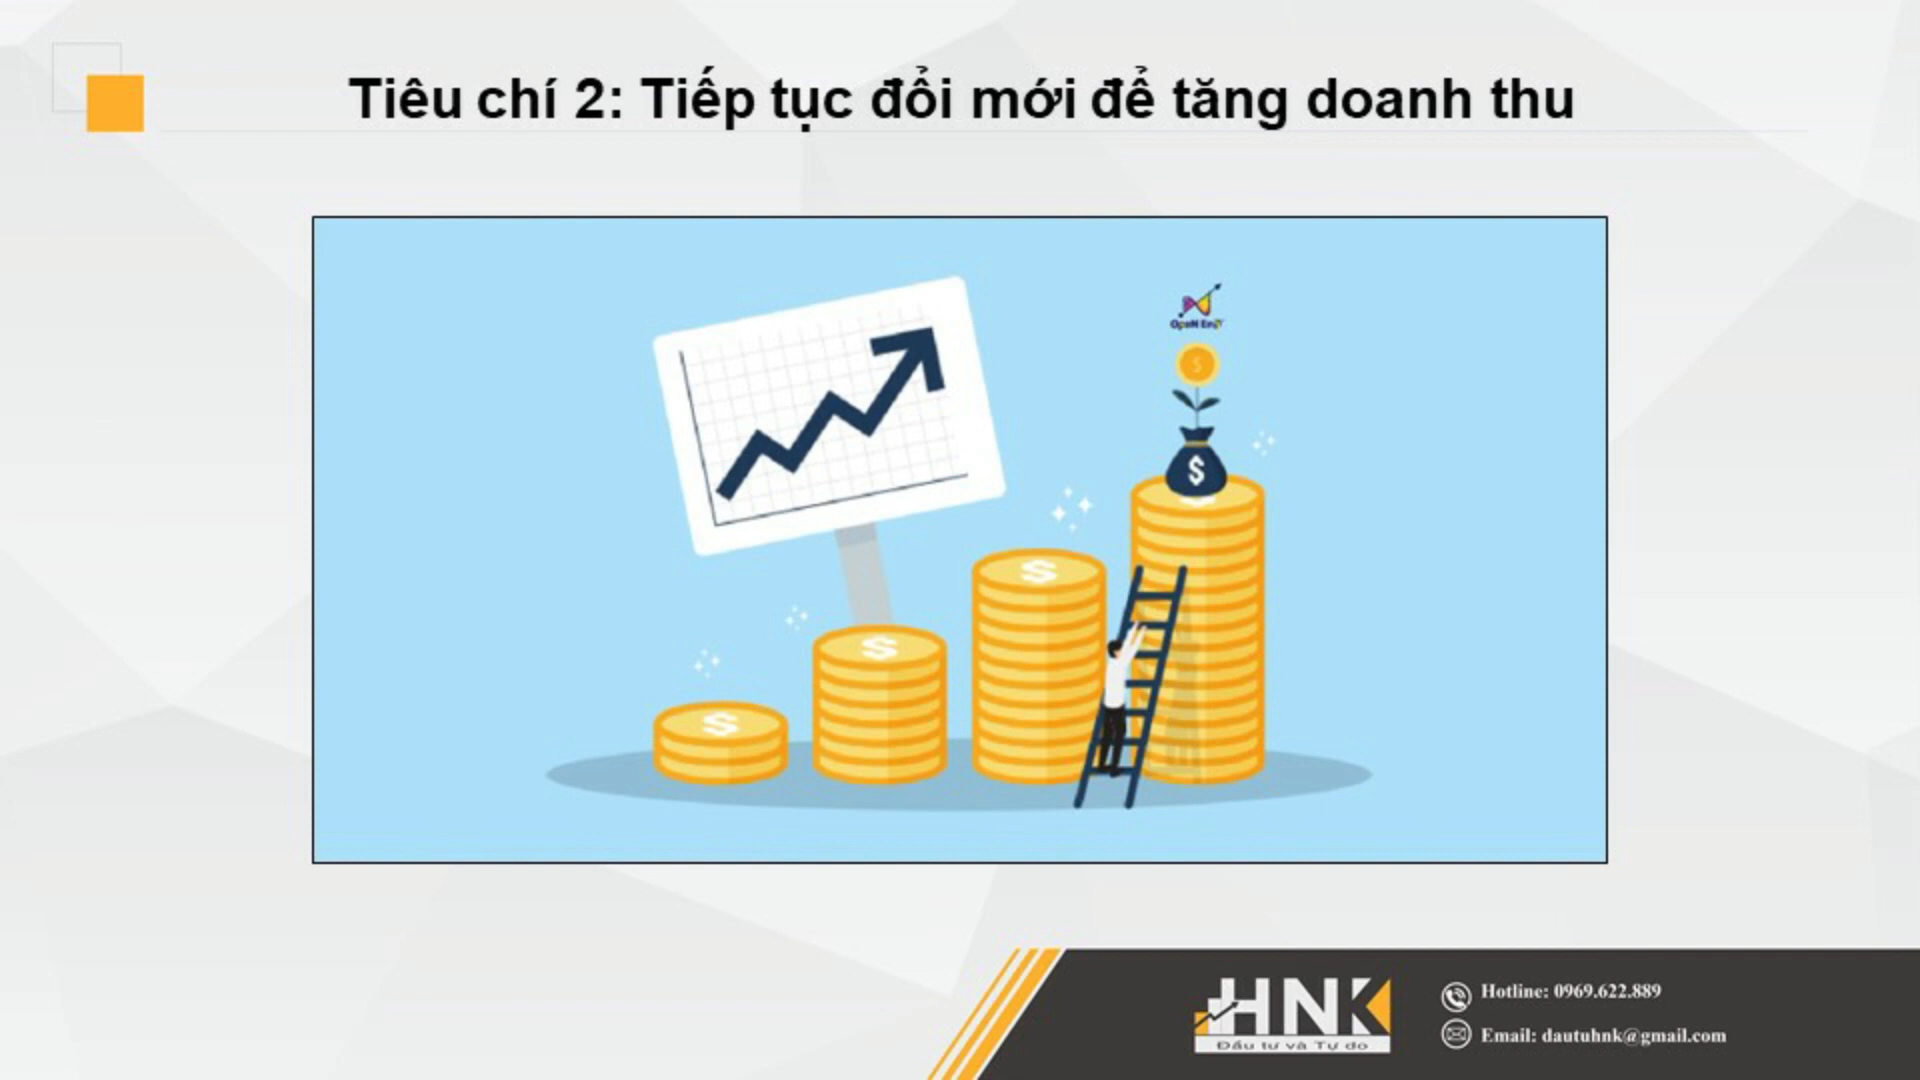 Tiêu chí 2: Tiếp tục đổi mới để tăng doanh thu
$
$
$
$
$
HNK
Đầu tư và Tự do
Hotline: 0969.622.889
Email: dautuhnk@gmail.com